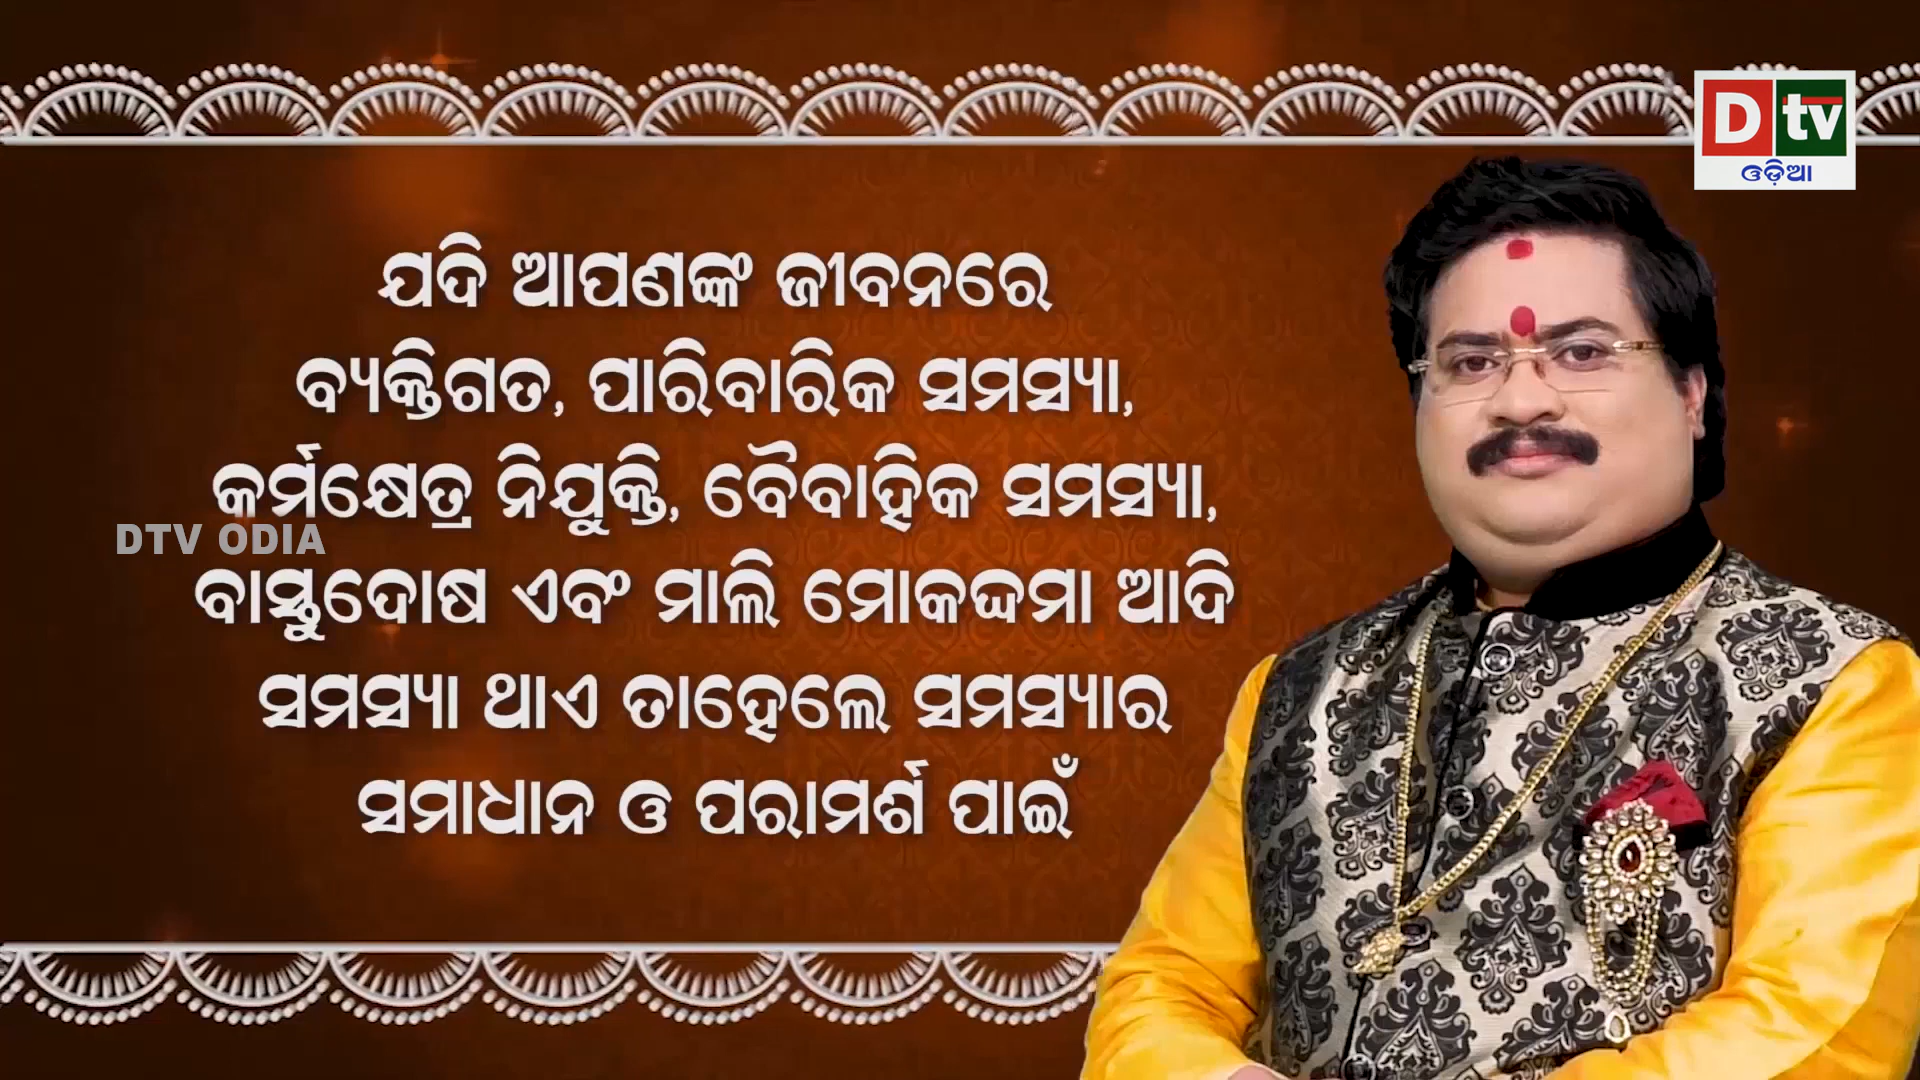 D tv
ଓଡ଼ିଆ
ଯଦି ଆପଣଙ୍କ ଜୀବନରେ
ବ୍ୟକ୍ତିଗତ, ପାରିବାରିକ ସମସ୍ୟା,
କର୍ମକ୍ଷେତ୍ର ନିଯୁକ୍ତି, ବୈବାହିକ ସମସ୍ୟା,
DTV ODIA
ବାସ୍ତୁଦୋଷ ଏବଂ ମାଲି ମୋକଦ୍ଦମା ଆଦି
ସମସ୍ୟା ଥାଏ ତାହେଲେ ସମସ୍ୟାର
ସମାଧାନ ଓ ପରାମର୍ଶ ପାଇଁ